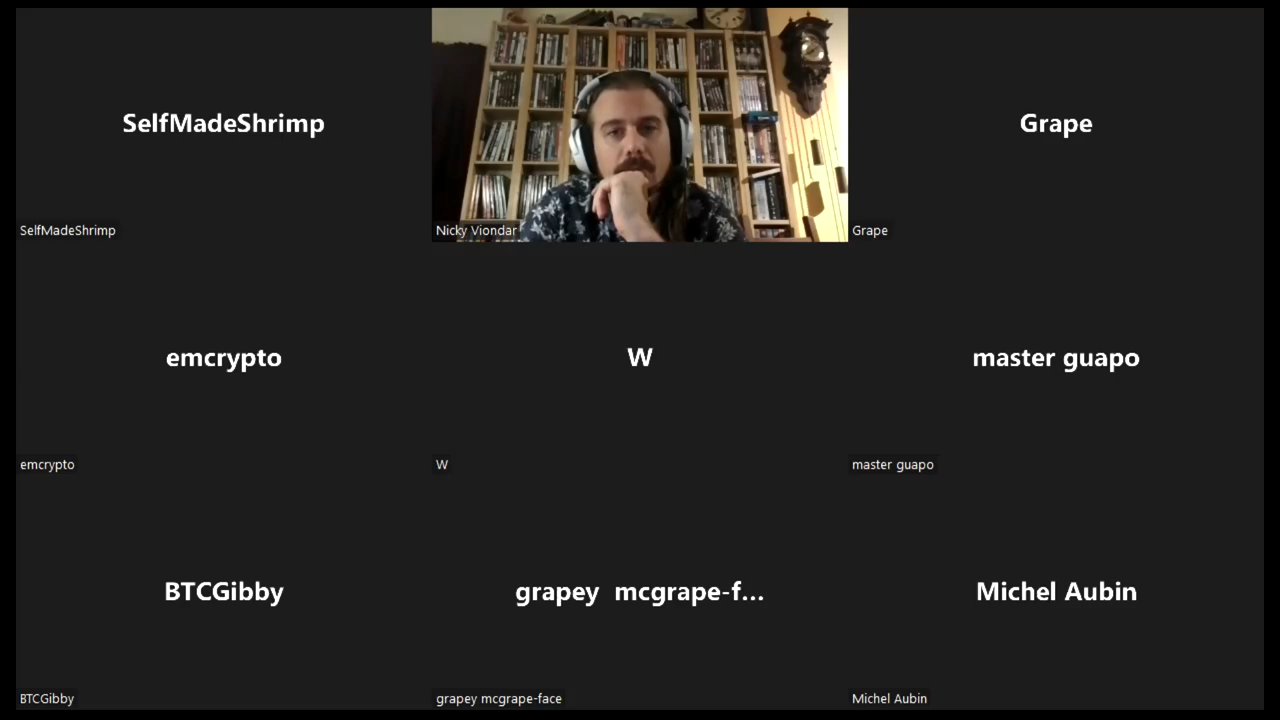 SelfMadeShrimp
Grape
SelfMadeShrimp
Nicky Viondar
Grape
emcrypto
W
master guapo
emcrypto
W
master guapo
BTCGibby
grapey mcgrape-f...
Michel Aubin
BTCGibby
grapey mcgrape-face
Michel Aubin